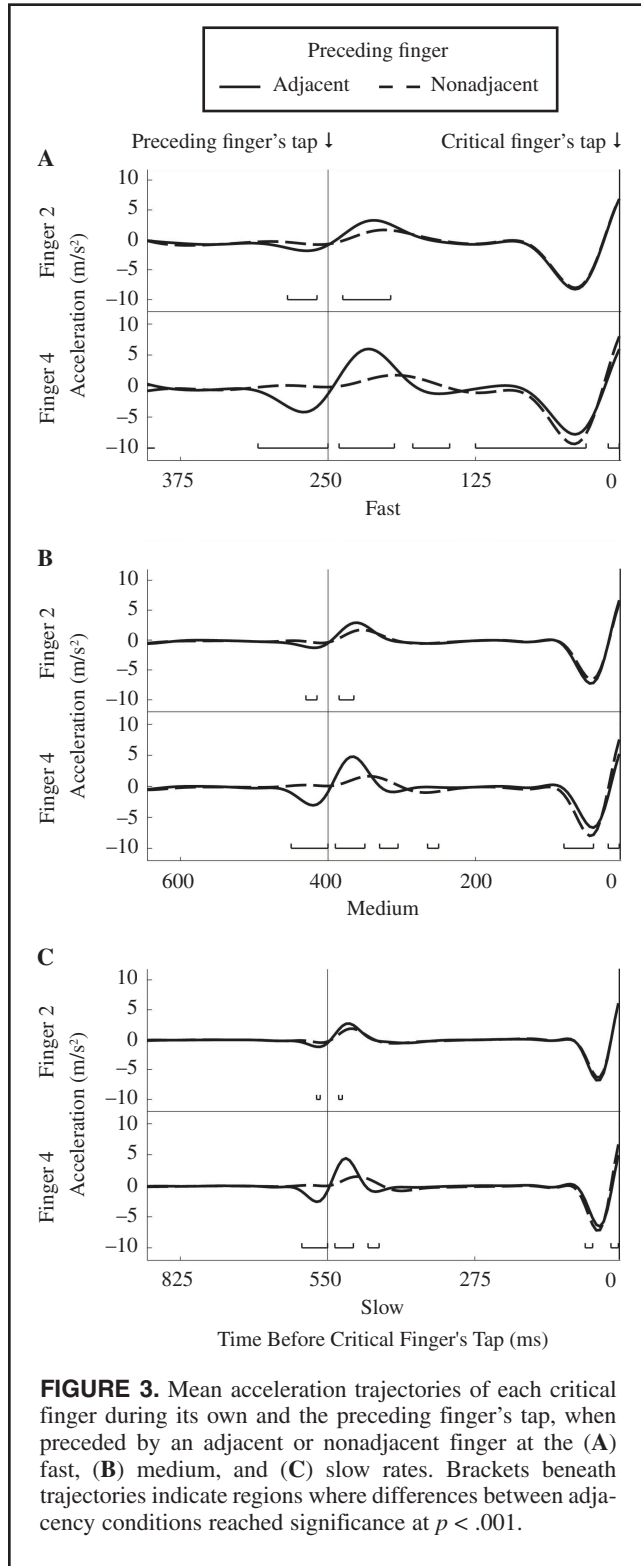 Preceding finger
Adjacent Nonadjacent
Preceding finger's tap ↓ Critical finger's tap ↓
A
10
5
0
−5
−10
Finger 2
10
5
0
−5
−10
Finger 4
Acceleration (m/s²)
375 250 125 0
Fast
B
10
5
0
−5
−10
Finger 2
10
5
0
−5
−10
Finger 4
Acceleration (m/s²)
600 400 200 0
Medium
C
10
5
0
−5
−10
Finger 2
10
5
0
−5
−10
Finger 4
Acceleration (m/s²)
825 550 275 0
Slow
Time Before Critical Finger's Tap (ms)
FIGURE 3. Mean acceleration trajectories of each critical
finger during its own and the preceding finger's tap, when
preceded by an adjacent or nonadjacent finger at the (A)
fast, (B) medium, and (C) slow rates. Brackets beneath
trajectories indicate regions where differences between adja-
cency conditions reached significance at p < .001.